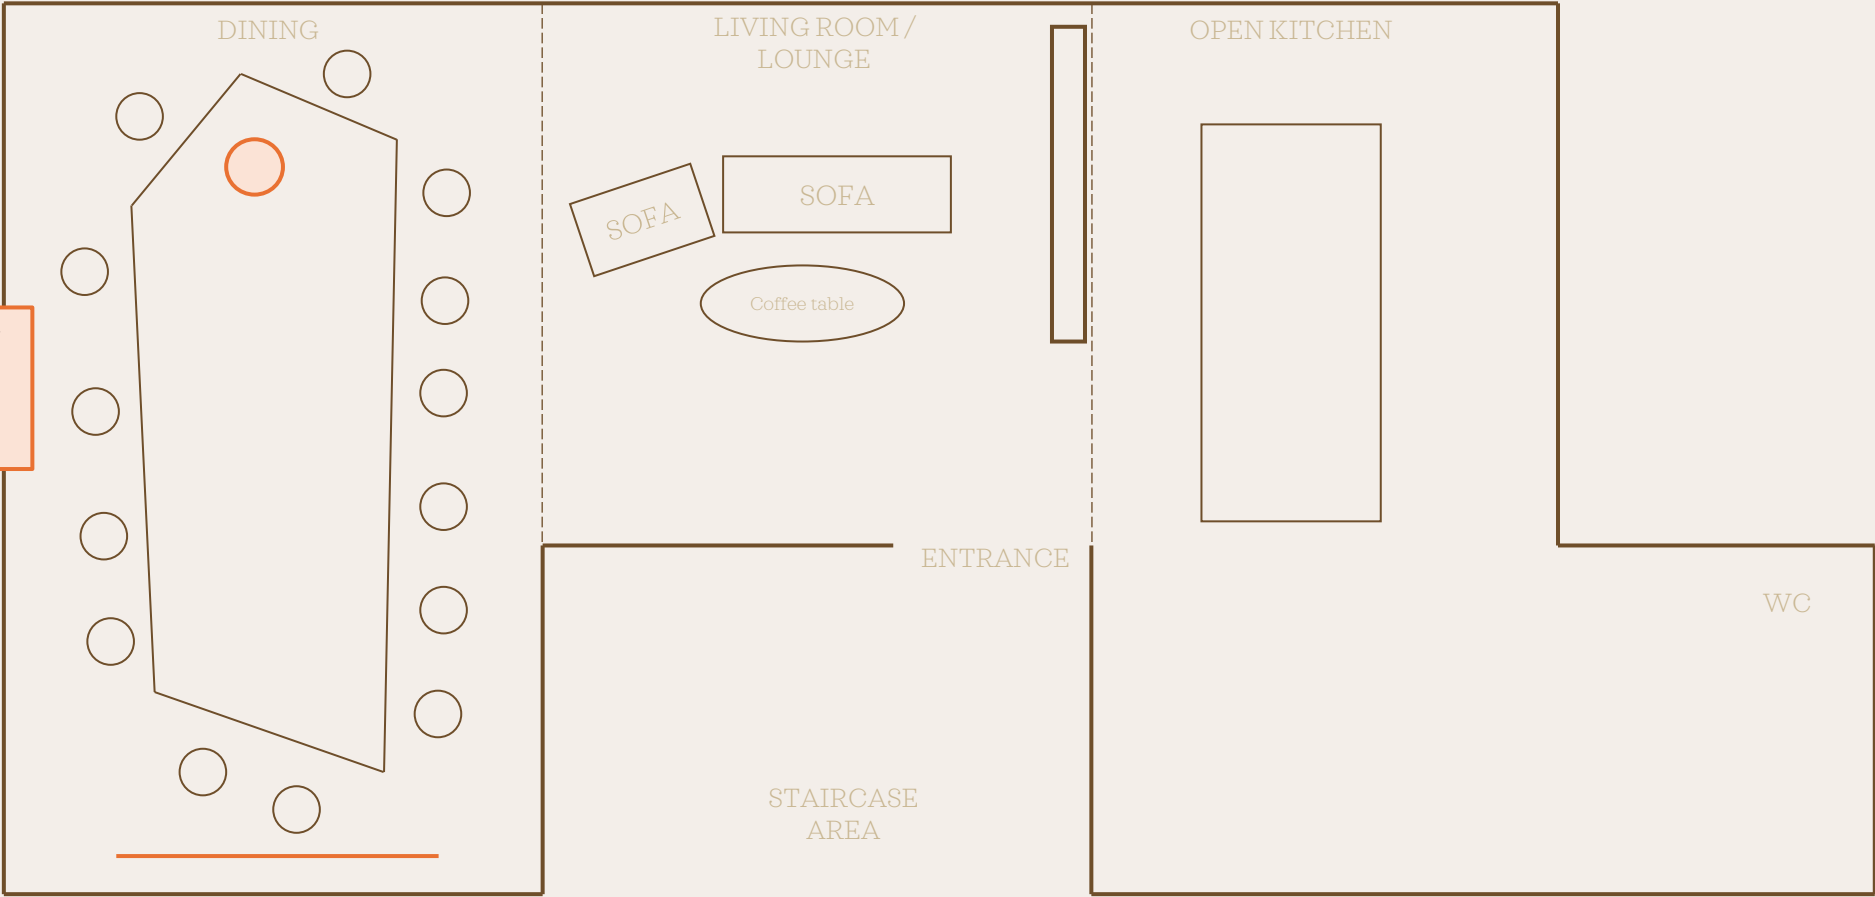 DINING
LIVING ROOM /
LOUNGE
OPEN KITCHEN
SOFA
SOFA
Coffee table
ENTRANCE
WC
STAIRCASE
AREA